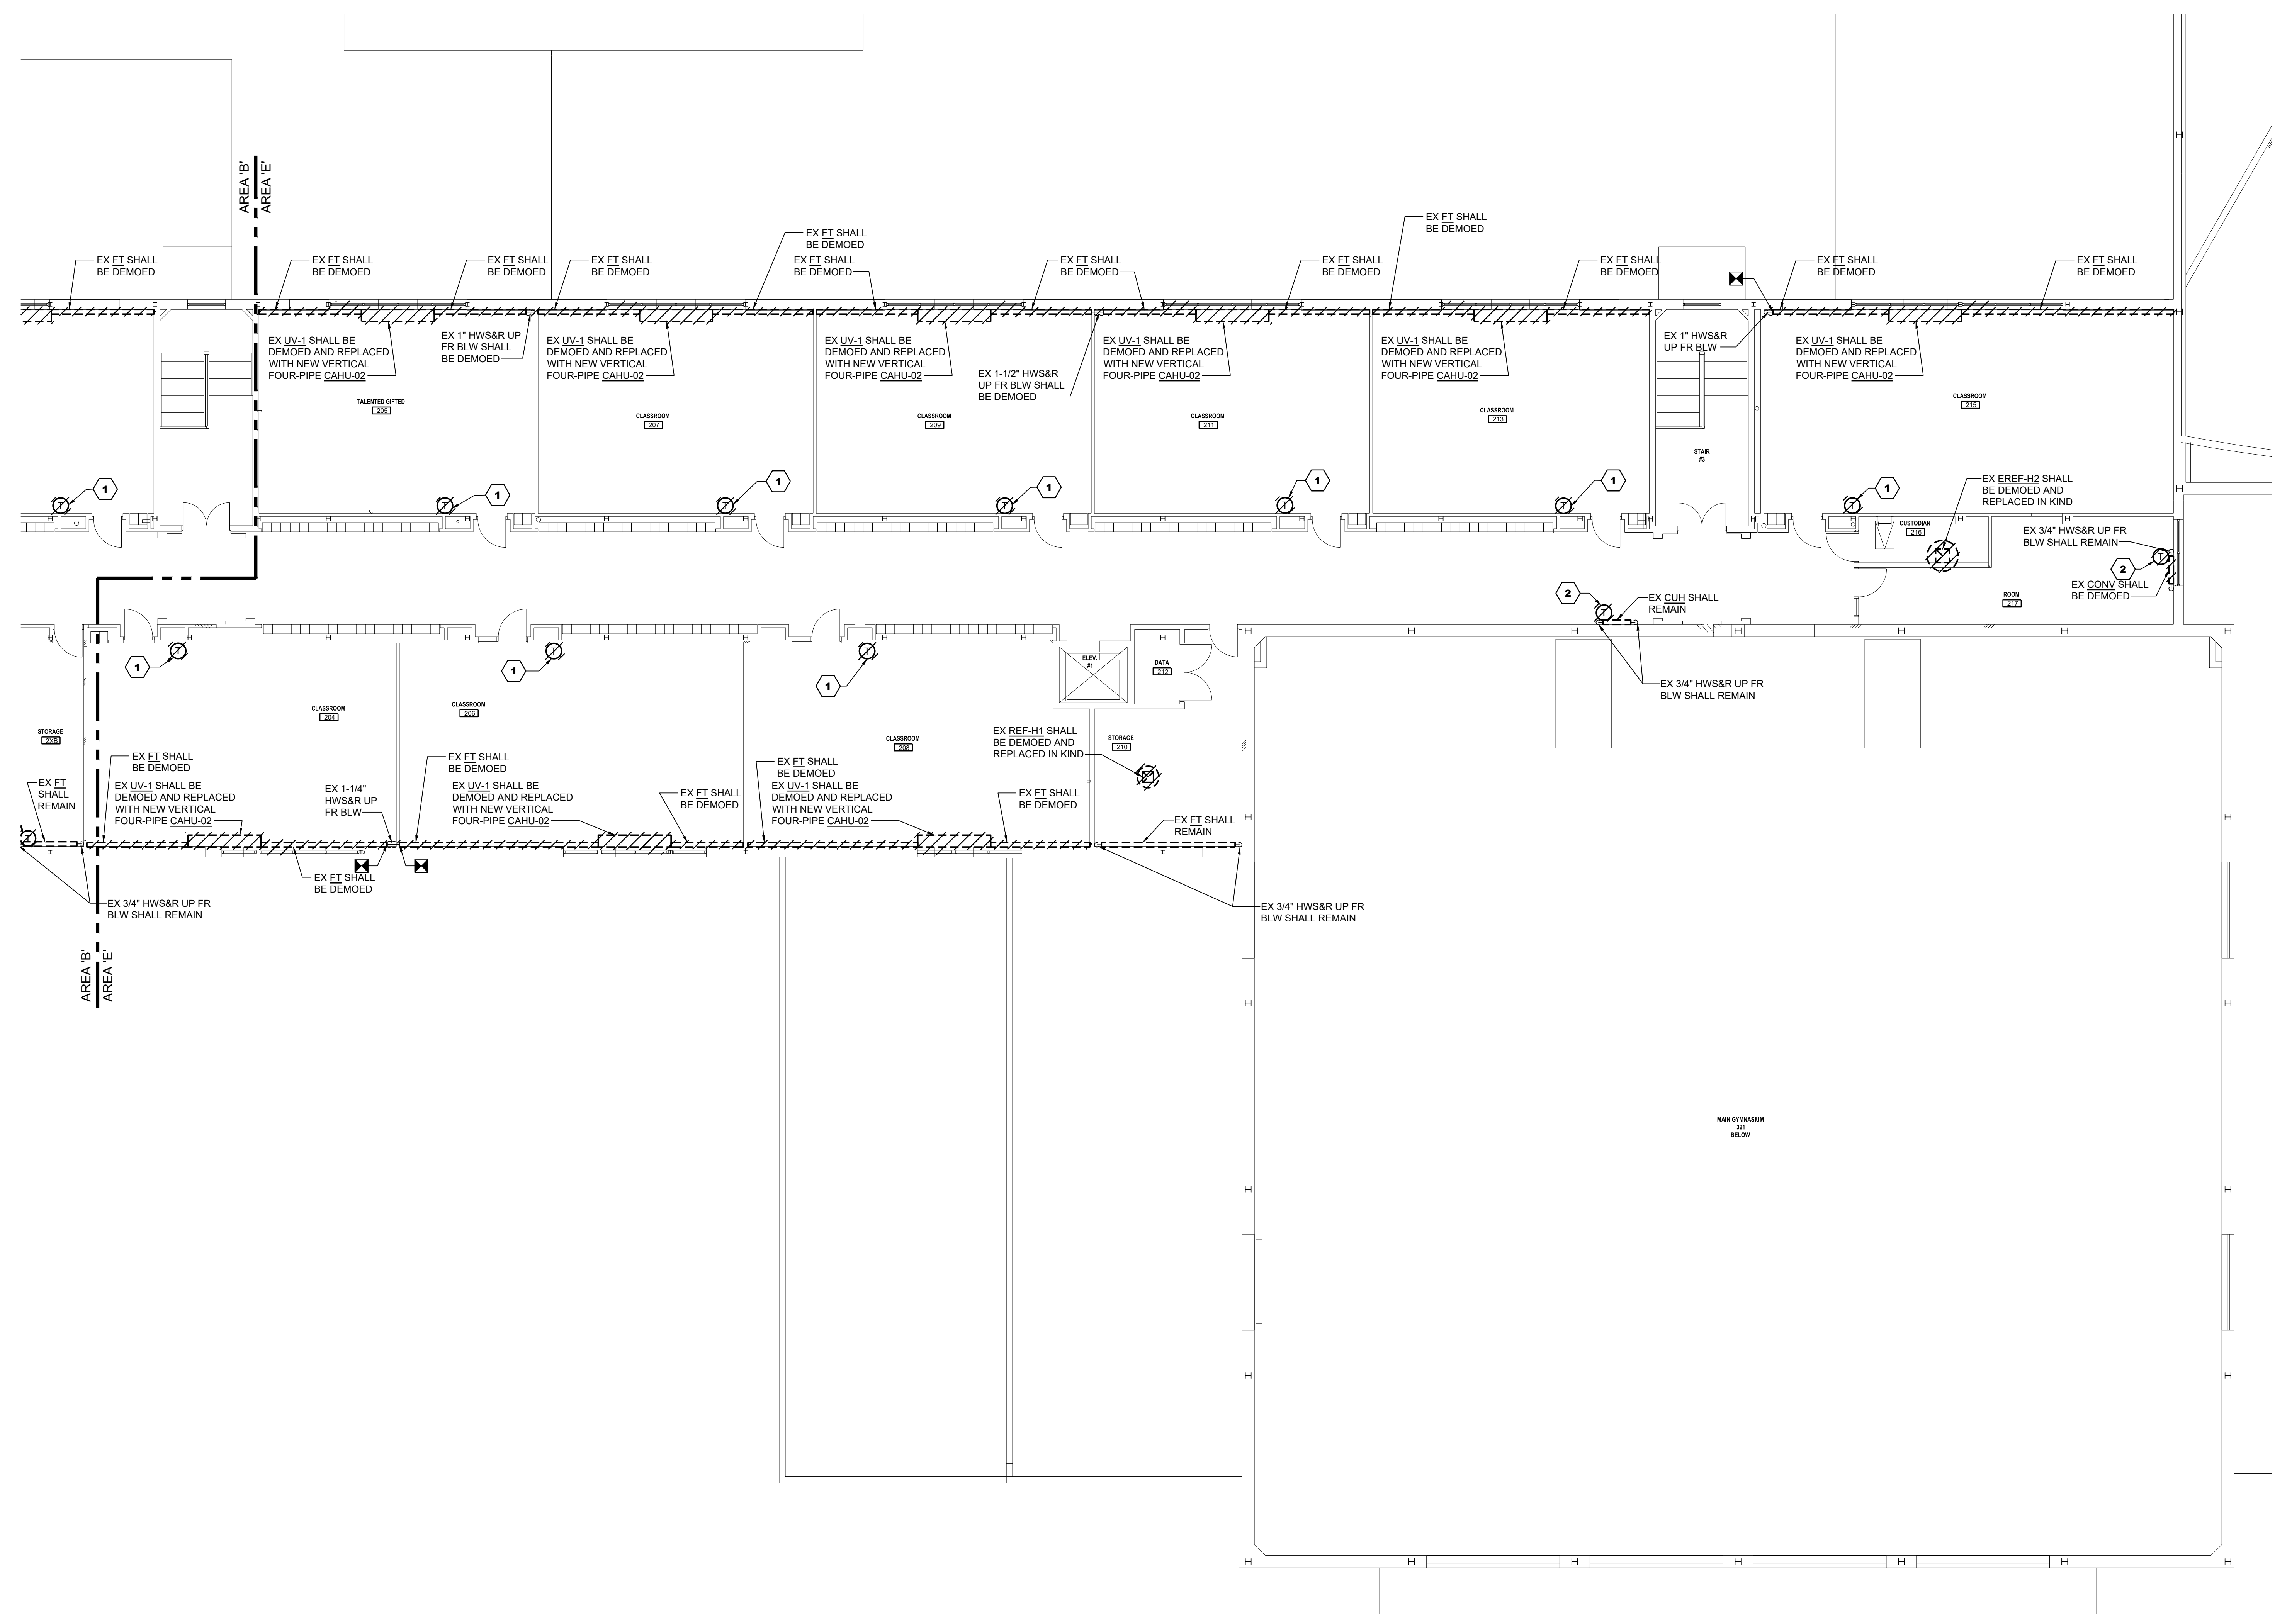 AREA 'B'
AREA 'E'
EX FT SHALL
BE DEMOED
EX FT SHALL
BE DEMOED
EX FT SHALL
BE DEMOED
EX FT SHALL
BE DEMOED
EX FT SHALL
BE DEMOED
EX FT SHALL
BE DEMOED
EX FT SHALL
BE DEMOED
EX FT SHALL
BE DEMOED
EX FT SHALL
BE DEMOED
EX FT SHALL
BE DEMOED
EX FT SHALL
BE DEMOED
EX FT SHALL
BE DEMOED
EX UV-1 SHALL BE
DEMOED AND REPLACED
WITH NEW VERTICAL
FOUR-PIPE CAHU-02
EX 1" HWS&R UP
FR BLW SHALL
BE DEMOED
EX UV-1 SHALL BE
DEMOED AND REPLACED
WITH NEW VERTICAL
FOUR-PIPE CAHU-02
EX UV-1 SHALL BE
DEMOED AND REPLACED
WITH NEW VERTICAL
FOUR-PIPE CAHU-02
EX 1-1/2" HWS&R
UP FR BLW SHALL
BE DEMOED
EX UV-1 SHALL BE
DEMOED AND REPLACED
WITH NEW VERTICAL
FOUR-PIPE CAHU-02
EX UV-1 SHALL BE
DEMOED AND REPLACED
WITH NEW VERTICAL
FOUR-PIPE CAHU-02
EX 1" HWS&R
UP FR BLW
EX UV-1 SHALL BE
DEMOED AND REPLACED
WITH NEW VERTICAL
FOUR-PIPE CAHU-02
TALENTED GIFTED
205
CLASSROOM
207
CLASSROOM
209
CLASSROOM
211
CLASSROOM
213
CLASSROOM
215
STAIR
#3
T
1
T
1
T
1
T
1
T
1
T
1
T
1
EX EREF-H2 SHALL
BE DEMOED AND
REPLACED IN KIND
CUSTODIAN
216
EX 3/4" HWS&R UP FR
BLW SHALL REMAIN
T
2
EX CONV SHALL
BE DEMOED
ROOM
217
2
T
EX CUH SHALL
REMAIN
EX 3/4" HWS&R UP FR
BLW SHALL REMAIN
1
T
1
T
1
T
ELEV.
#1
DATA
212
CLASSROOM
204
CLASSROOM
206
CLASSROOM
208
STORAGE
2XB
STORAGE
210
EX REF-H1 SHALL
BE DEMOED AND
REPLACED IN KIND
EX FT
SHALL
REMAIN
T
EX FT SHALL
BE DEMOED
EX UV-1 SHALL BE
DEMOED AND REPLACED
WITH NEW VERTICAL
FOUR-PIPE CAHU-02
EX 1-1/4"
HWS&R UP
FR BLW
EX FT SHALL
BE DEMOED
EX UV-1 SHALL BE
DEMOED AND REPLACED
WITH NEW VERTICAL
FOUR-PIPE CAHU-02
EX FT SHALL
BE DEMOED
EX FT SHALL
BE DEMOED
EX UV-1 SHALL BE
DEMOED AND REPLACED
WITH NEW VERTICAL
FOUR-PIPE CAHU-02
EX FT SHALL
BE DEMOED
EX FT SHALL
REMAIN
EX FT SHALL
BE DEMOED
EX 3/4" HWS&R UP FR
BLW SHALL REMAIN
EX 3/4" HWS&R UP FR
BLW SHALL REMAIN
AREA 'B'
AREA 'E'
MAIN GYMNASIUM
321
BELOW